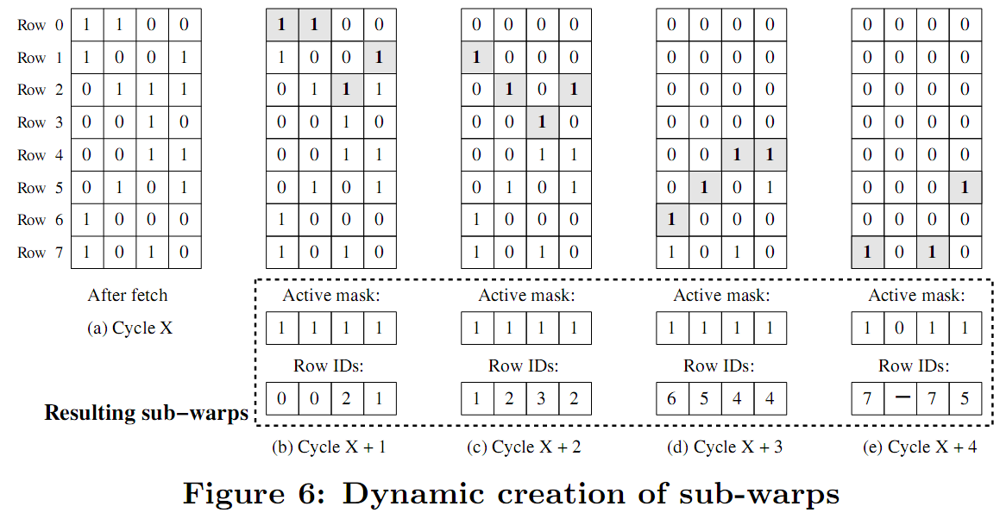 Row 0 1 1 0 0 1 1 0 0 0 0 0 0 0 0 0 0 0 0 0 0
Row 1 1 0 0 1 1 0 0 1 1 0 0 0 0 0 0 0 0 0 0 0
Row 2 0 1 1 1 0 1 1 1 0 1 0 1 0 0 0 0 0 0 0 0
Row 3 0 0 1 0 0 0 1 0 0 0 1 0 0 0 0 0 0 0 0 0
Row 4 0 0 1 1 0 0 1 1 0 0 1 1 0 0 1 1 0 0 0 0
Row 5 0 1 0 1 0 1 0 1 0 1 0 1 0 1 0 1 0 0 0 1
Row 6 1 0 0 0 1 0 0 0 1 0 0 0 1 0 0 0 0 0 0 0
Row 7 1 0 1 0 1 0 1 0 1 0 1 0 1 0 1 0 1 0 1 0
After fetch Active mask: Active mask: Active mask: Active mask:
(a) Cycle X 1 1 1 1 1 1 1 1 1 1 1 1 1 0 1 1
Row IDs: Row IDs: Row IDs: Row IDs:
Resulting sub−warps 0 0 2 1 1 2 3 2 6 5 4 4 7 − 7 5
(b) Cycle X + 1 (c) Cycle X + 2 (d) Cycle X + 3 (e) Cycle X + 4
Figure 6: Dynamic creation of sub-warps